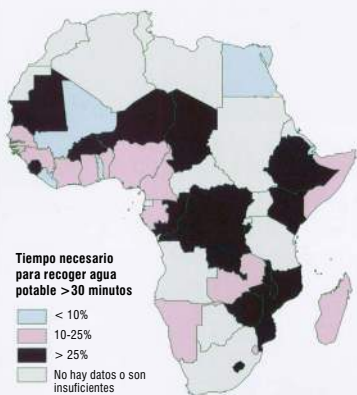 Tiempo necesario
para recoger agua
potable >30 minutos
< 10%
10-25%
> 25%
No hay datos o son
insuficientes